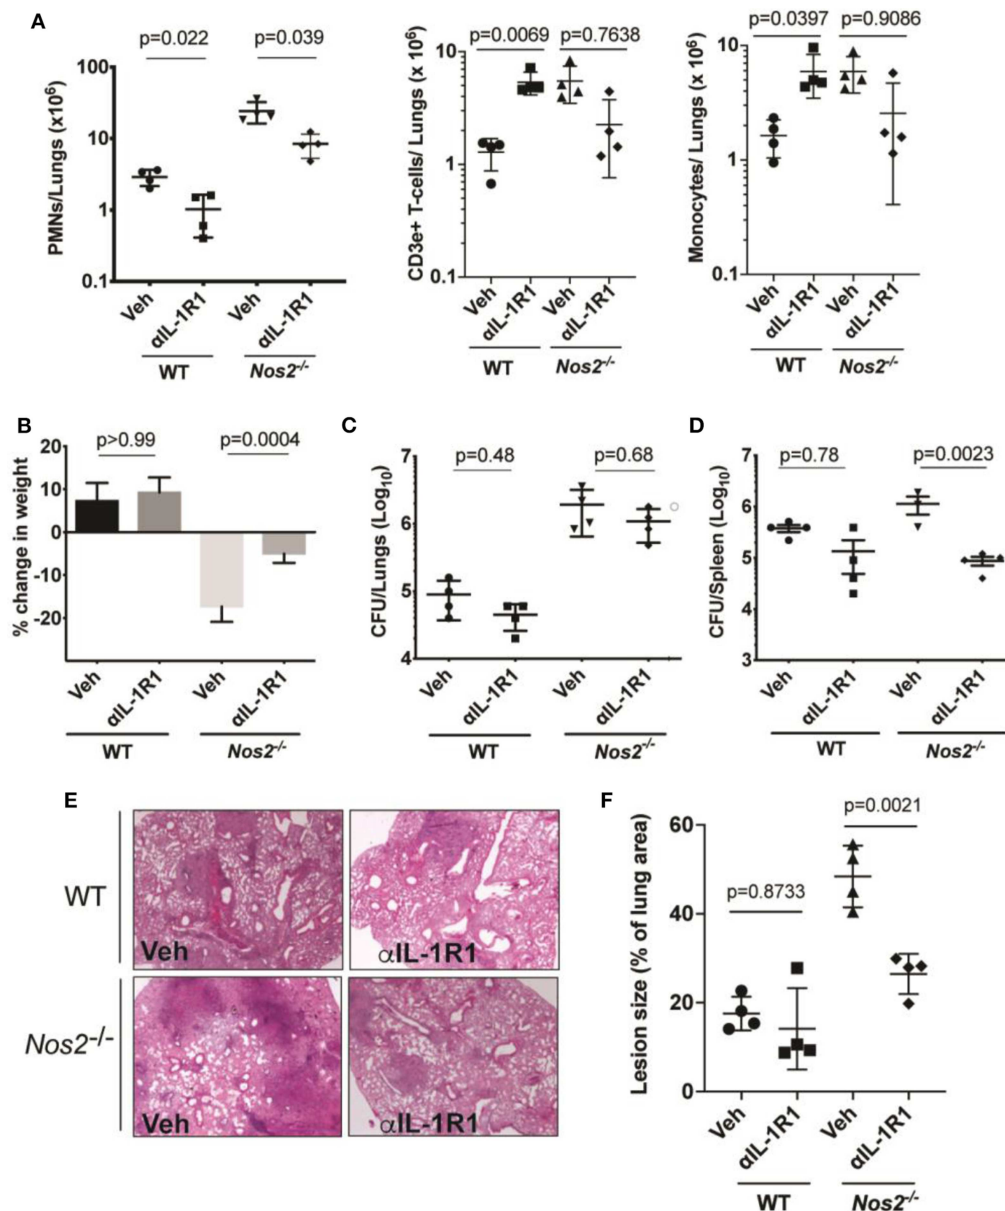 A
p=0.022
p=0.039
PMNs/Lungs (x10⁶)
100
10
1
0.1
Veh
αIL-1R1
Veh
αIL-1R1
WT
Nos2⁻/⁻
p=0.0069
p=0.7638
CD3e+ T-cells/ Lungs (x 10⁶)
10
1
0.1
Veh
αIL-1R1
Veh
αIL-1R1
WT
Nos2⁻/⁻
p=0.0397
p=0.9086
Monocytes/ Lungs (x 10⁶)
10
1
0.1
Veh
αIL-1R1
Veh
αIL-1R1
WT
Nos2⁻/⁻
B
p>0.99
p=0.0004
% change in weight
20
10
0
-10
-20
Veh
αIL-1R1
Veh
αIL-1R1
WT
Nos2⁻/⁻
C
p=0.48
p=0.68
CFU/Lungs (Log₁₀)
7
6
5
4
Veh
αIL-1R1
Veh
αIL-1R1
WT
Nos2⁻/⁻
D
p=0.78
p=0.0023
CFU/Spleen (Log₁₀)
7
6
5
4
3
Veh
αIL-1R1
Veh
αIL-1R1
WT
Nos2⁻/⁻
E
WT
Veh
αIL-1R1
Nos2⁻/⁻
Veh
αIL-1R1
F
p=0.0021
p=0.8733
Lesion size (% of lung area)
60
40
20
0
Veh
αIL-1R1
Veh
αIL-1R1
WT
Nos2⁻/⁻